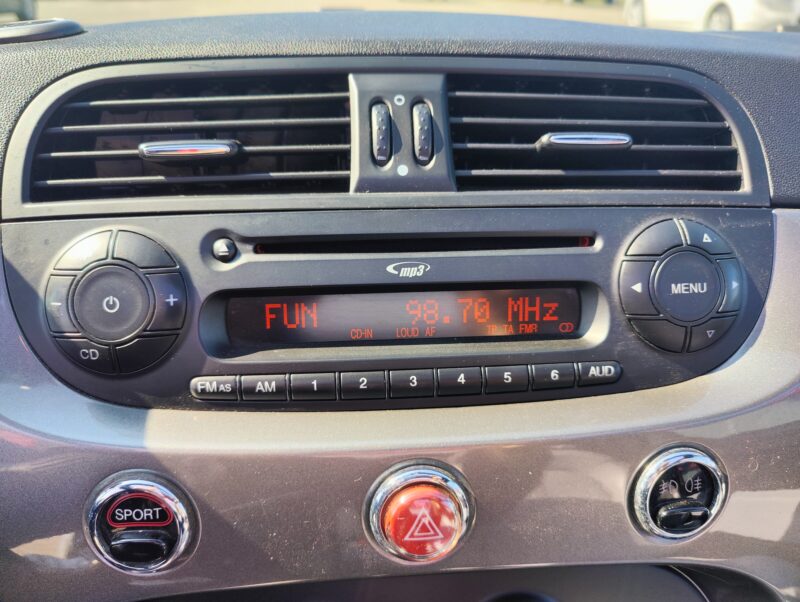 mp3
FUN 98.70 MHz
CD-IN LOUD AF TP TA FMR
MENU
CD
FM AS AM 1 2 3 4 5 6 AUD
SPORT